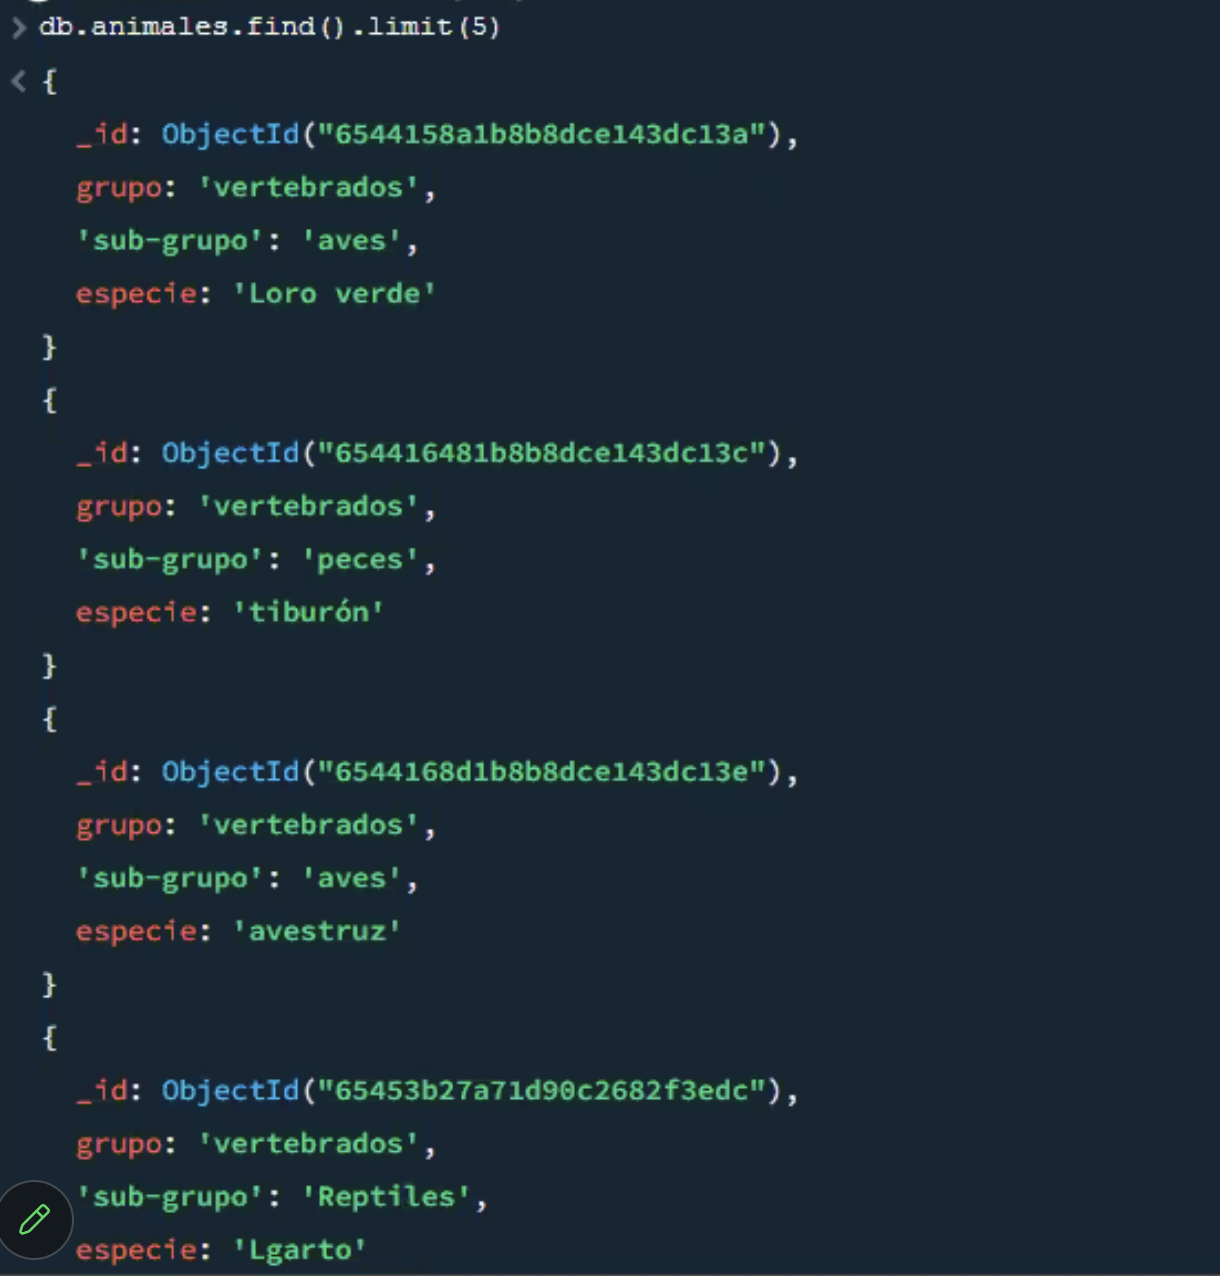 > db.animales.find().limit(5)
< {
_id: ObjectId("6544158a1b8b8dce143dc13a"),
grupo: 'vertebrados',
'sub-grupo': 'aves',
especie: 'Loro verde'
}
{
_id: ObjectId("654416481b8b8dce143dc13c"),
grupo: 'vertebrados',
'sub-grupo': 'peces',
especie: 'tiburón'
}
{
_id: ObjectId("6544168d1b8b8dce143dc13e"),
grupo: 'vertebrados',
'sub-grupo': 'aves',
especie: 'avestruz'
}
{
_id: ObjectId("65453b27a71d90c2682f3edc"),
grupo: 'vertebrados',
'sub-grupo': 'Reptiles',
especie: 'Lgarto'